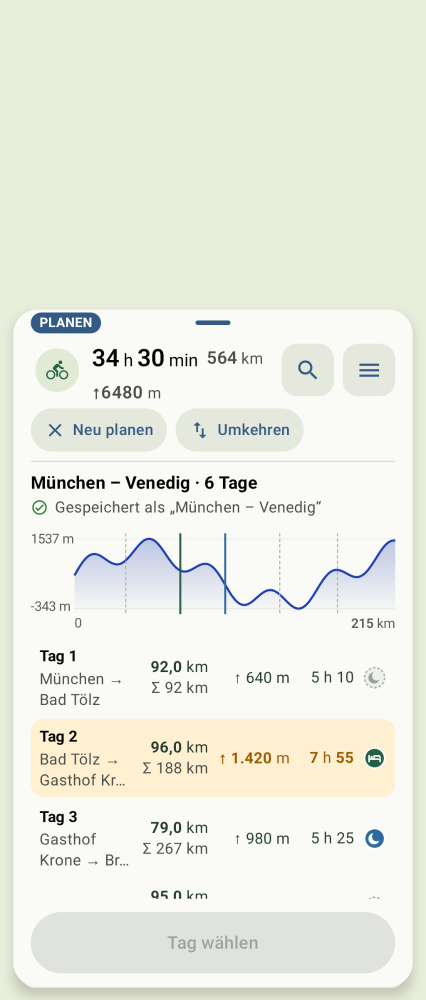 PLANEN
34 h 30 min 564 km
↑6480 m
Neu planen Umkehren
München – Venedig · 6 Tage
Gespeichert als „München – Venedig“
1537 m
-343 m
0 215 km
Tag 1
München →
Bad Tölz
92,0 km
Σ 92 km
↑ 640 m
5 h 10
Tag 2
Bad Tölz →
Gasthof Kr…
96,0 km
Σ 188 km
↑ 1.420 m
7 h 55
Tag 3
Gasthof
Krone → Br…
79,0 km
Σ 267 km
↑ 980 m
5 h 25
95,0 km
Tag wählen